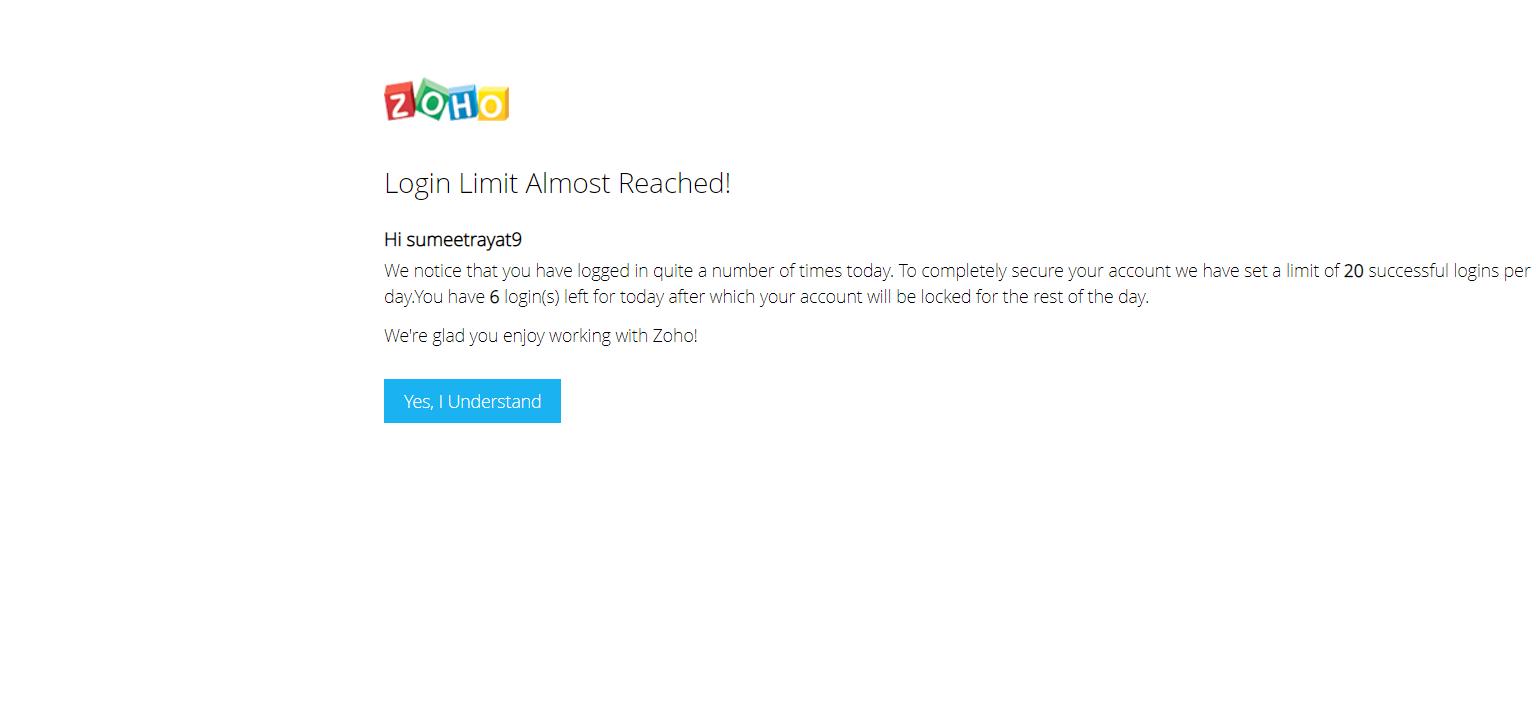 ZOHO
Login Limit Almost Reached!
Hi sumeetrayat9
We notice that you have logged in quite a number of times today. To completely secure your account we have set a limit of 20 successful logins per
day.You have 6 login(s) left for today after which your account will be locked for the rest of the day.
We're glad you enjoy working with Zoho!
Yes, I Understand